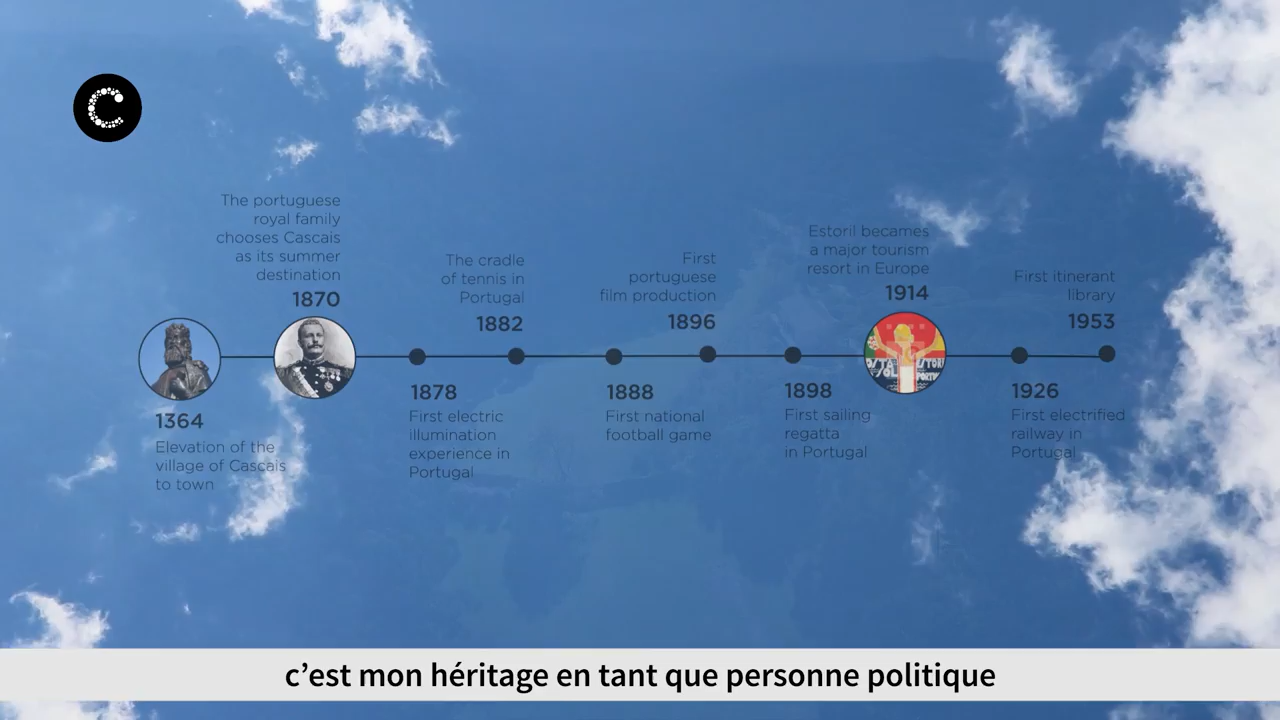 The portuguese
royal family
chooses Cascais
as its summer
destination
1870
The cradle
of tennis in
Portugal
1882
First
portuguese
film production
1896
Estoril becames
a major tourism
resort in Europe
1914
First itinerant
library
1953
1364
Elevation of the
village of Cascais
to town
1878
First electric
illumination
experience in
Portugal
1888
First national
football game
1898
First sailing
regatta
in Portugal
1926
First electrified
railway in
Portugal
c’est mon héritage en tant que personne politique